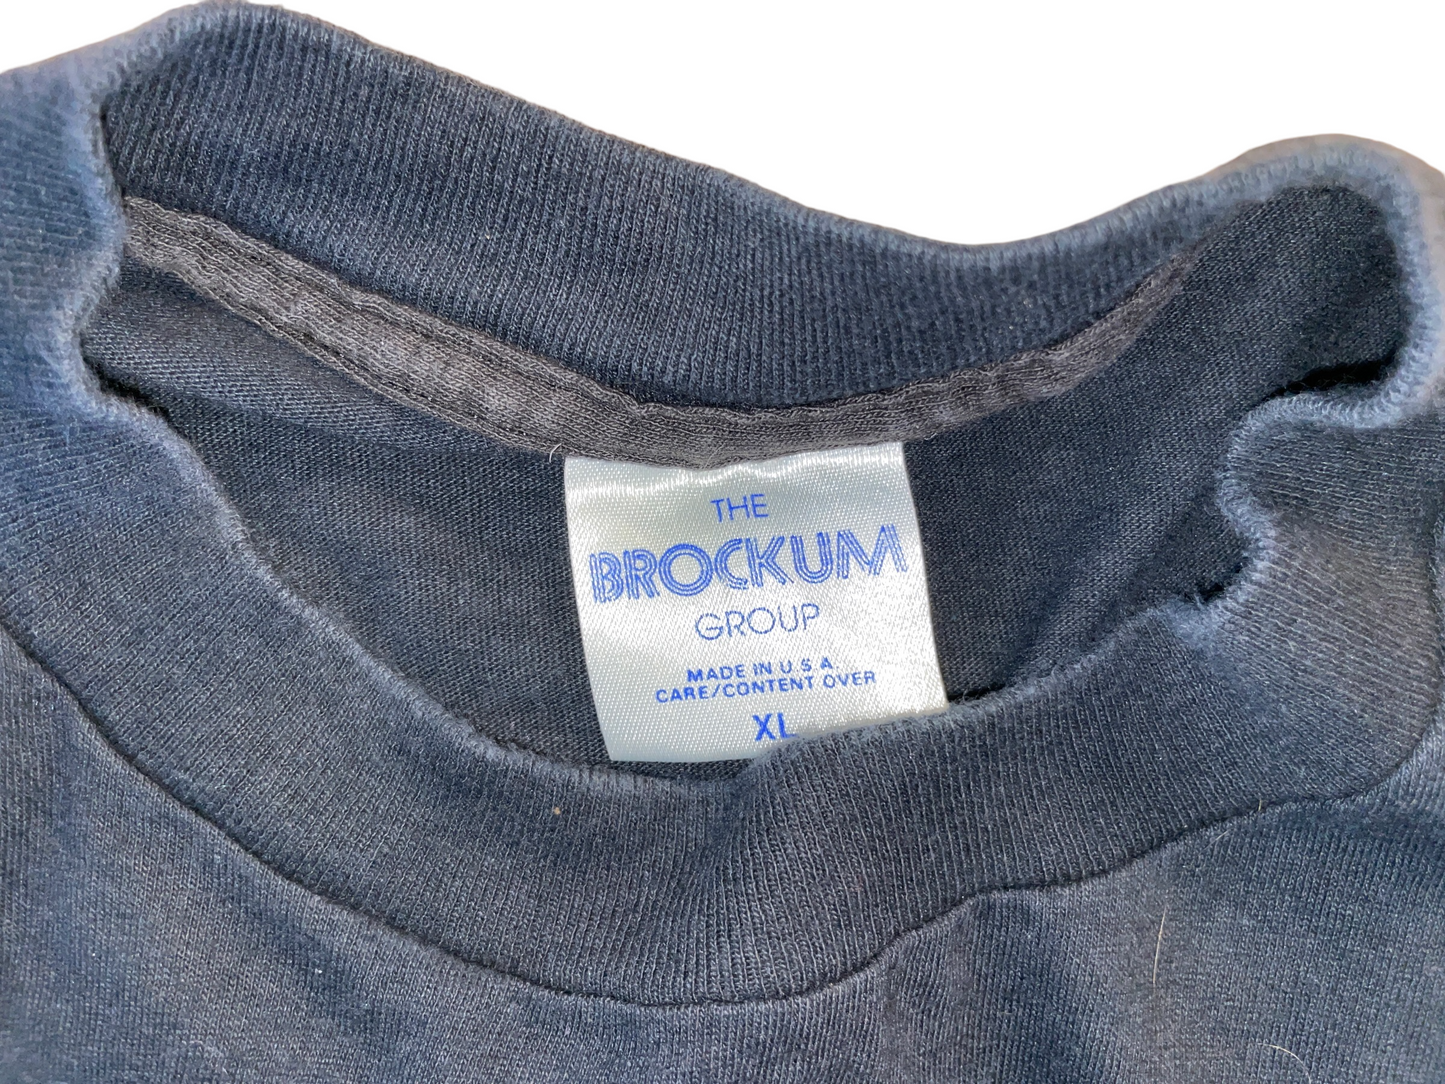 THE
BROCKUM
GROUP
MADE IN U.S.A.
CARE/CONTENT OVER
XL